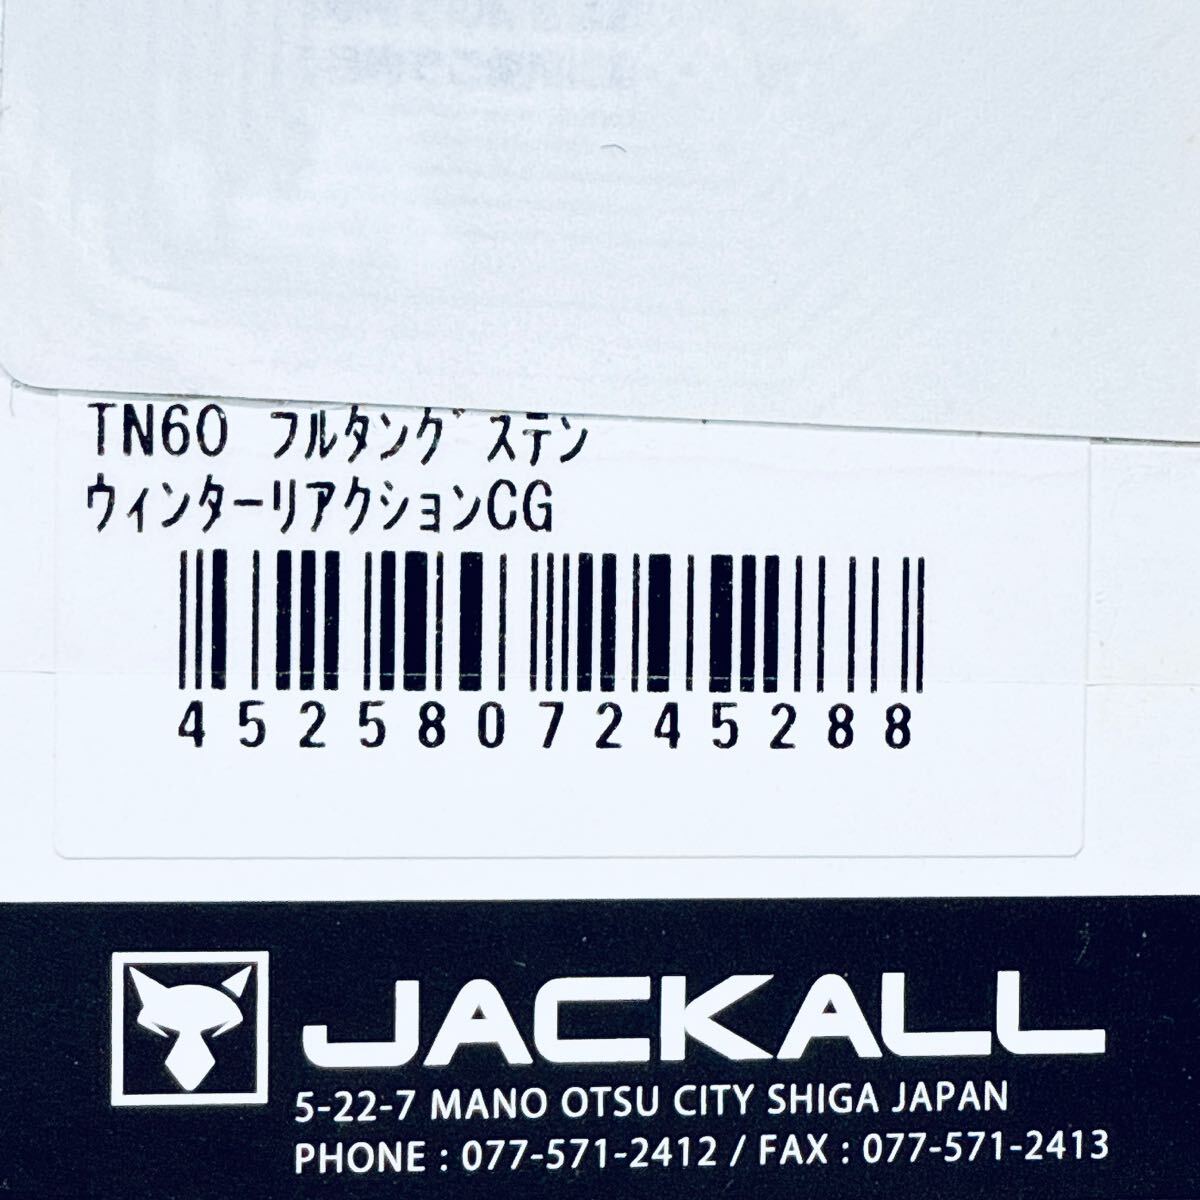 TN60 フルタングステン
ウィンターリアクションCG
4525807245288
JACKALL
5-22-7 MANO OTSU CITY SHIGA JAPAN
PHONE : 077-571-2412 / FAX : 077-571-2413